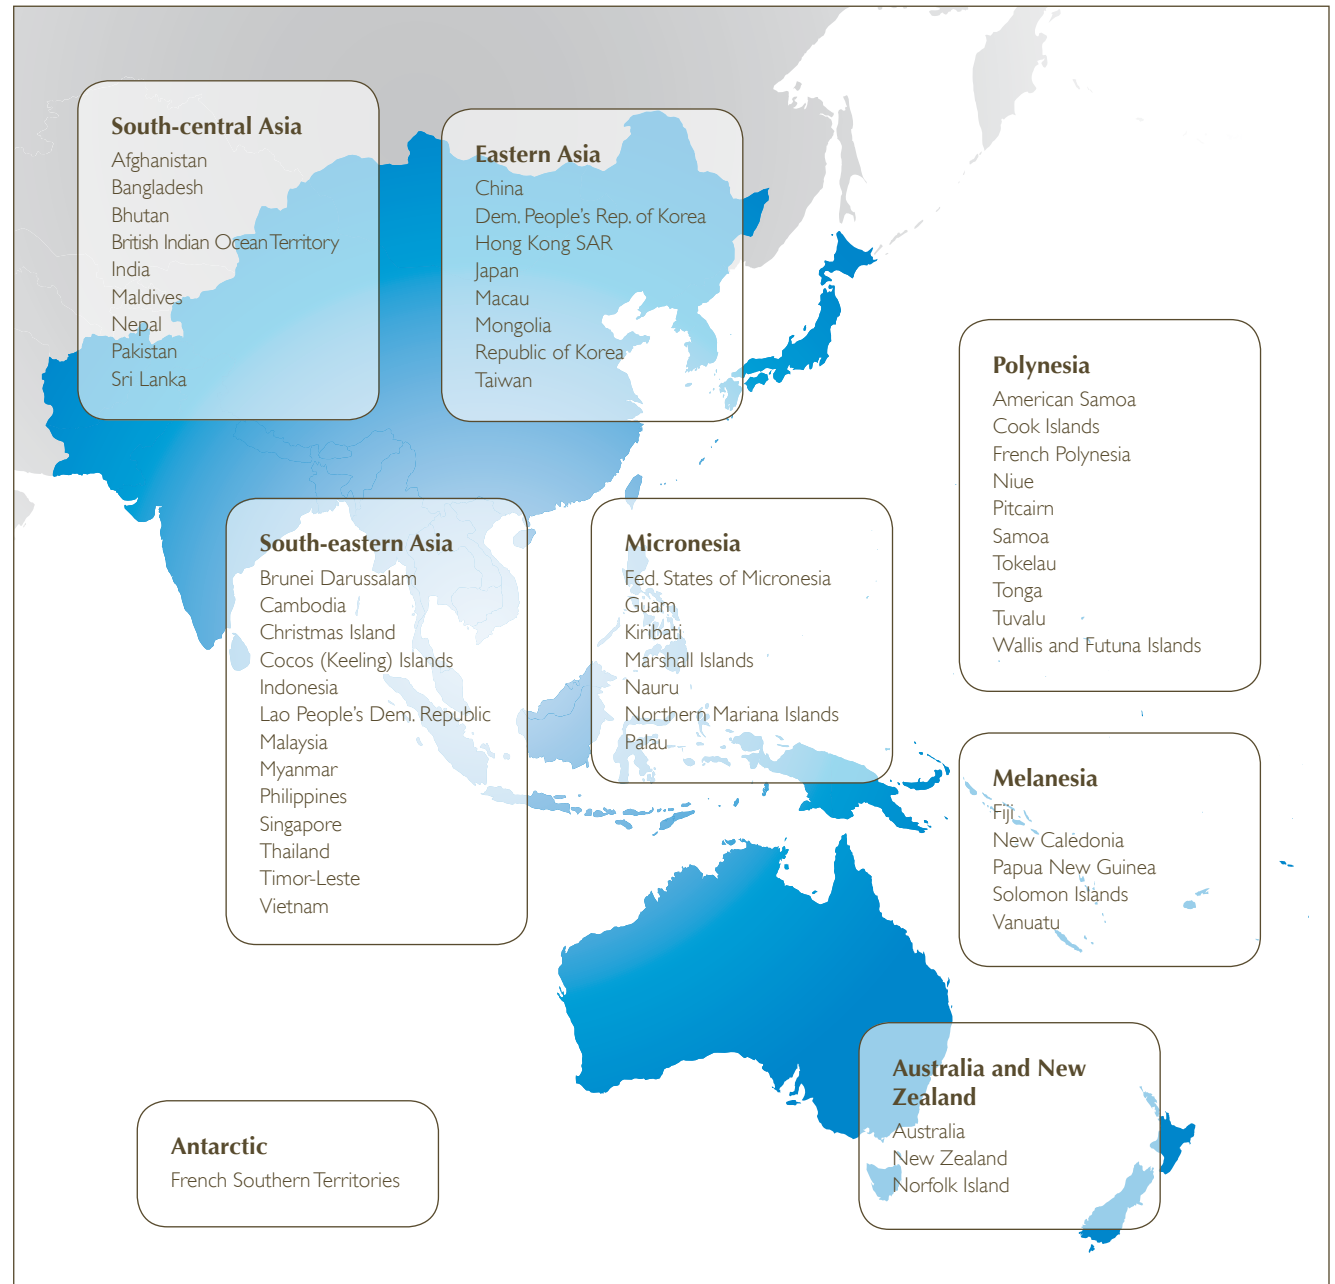 South-central Asia
Afghanistan
Bangladesh
Bhutan
British Indian Ocean Territory
India
Maldives
Nepal
Pakistan
Sri Lanka
Eastern Asia
China
Dem. People's Rep. of Korea
Hong Kong SAR
Japan
Macau
Mongolia
Republic of Korea
Taiwan
Polynesia
American Samoa
Cook Islands
French Polynesia
Niue
Pitcairn
Samoa
Tokelau
Tonga
Tuvalu
Wallis and Futuna Islands
South-eastern Asia
Brunei Darussalam
Cambodia
Christmas Island
Cocos (Keeling) Islands
Indonesia
Lao People's Dem. Republic
Malaysia
Myanmar
Philippines
Singapore
Thailand
Timor-Leste
Vietnam
Micronesia
Fed. States of Micronesia
Guam
Kiribati
Marshall Islands
Nauru
Northern Mariana Islands
Palau
Melanesia
Fiji
New Caledonia
Papua New Guinea
Solomon Islands
Vanuatu
Australia and New
Zealand
Australia
New Zealand
Norfolk Island
Antarctic
French Southern Territories